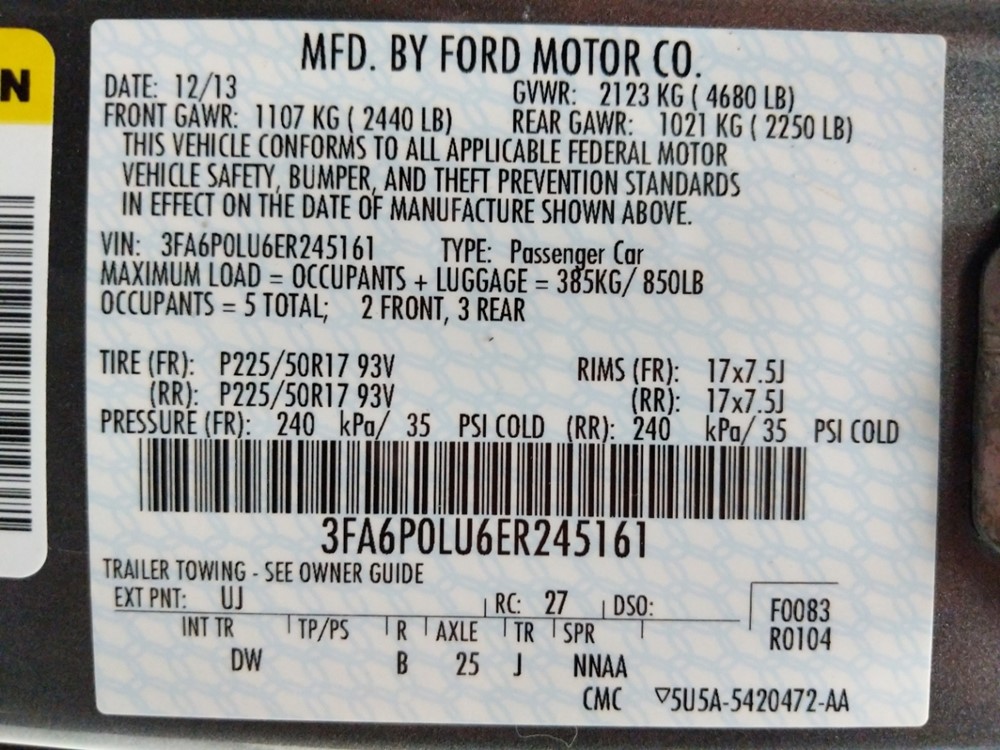 N
MFD. BY FORD MOTOR CO.
DATE: 12/13 GVWR: 2123 KG ( 4680 LB)
FRONT GAWR: 1107 KG ( 2440 LB) REAR GAWR: 1021 KG ( 2250 LB)
THIS VEHICLE CONFORMS TO ALL APPLICABLE FEDERAL MOTOR
VEHICLE SAFETY, BUMPER, AND THEFT PREVENTION STANDARDS
IN EFFECT ON THE DATE OF MANUFACTURE SHOWN ABOVE.
VIN: 3FA6P0LU6ER245161 TYPE: Passenger Car
MAXIMUM LOAD = OCCUPANTS + LUGGAGE = 385KG/ 850LB
OCCUPANTS = 5 TOTAL; 2 FRONT, 3 REAR
TIRE (FR): P225/50R17 93V RIMS (FR): 17x7.5J
(RR): P225/50R17 93V (RR): 17x7.5J
PRESSURE (FR): 240 kPa/ 35 PSI COLD (RR): 240 kPa/ 35 PSI COLD
3FA6P0LU6ER245161
TRAILER TOWING - SEE OWNER GUIDE
EXT PNT: UJ RC: 27 DSO: F0083
INT TR TP/PS R AXLE TR SPR R0104
DW B 25 J NNAA
CMC ▽5U5A-5420472-AA